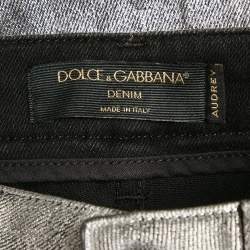 DOLCE & GABBANA®
DENIM
MADE IN ITALY
AUDREY